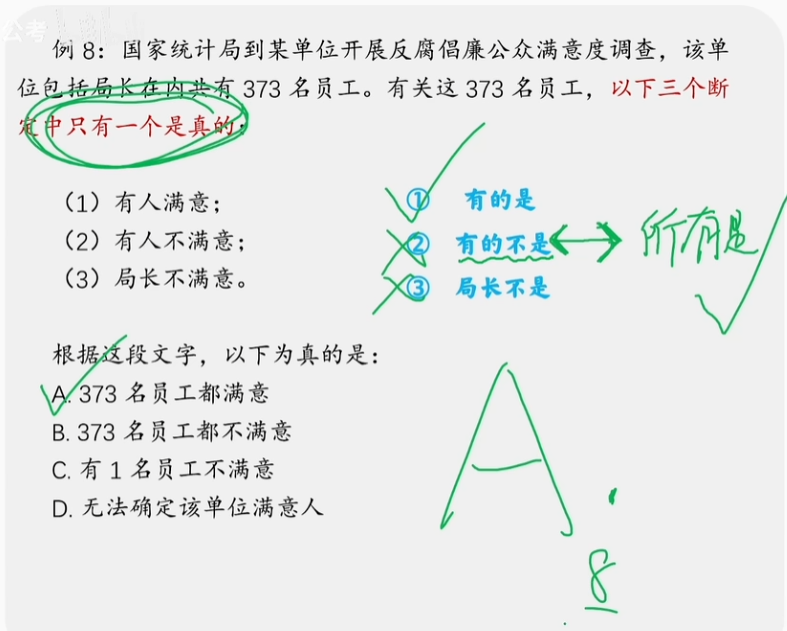 公考
例 8：国家统计局到某单位开展反腐倡廉公众满意度调查，该单
位包括局长在内共有 373 名员工。有关这 373 名员工，以下三个断
定中只有一个是真的：
（1）有人满意；
（2）有人不满意；
（3）局长不满意。
① 有的是
② 有的不是 所有是
③ 局长不是
根据这段文字，以下为真的是：
A. 373 名员工都满意
B. 373 名员工都不满意
C. 有 1 名员工不满意
D. 无法确定该单位满意人
A
8